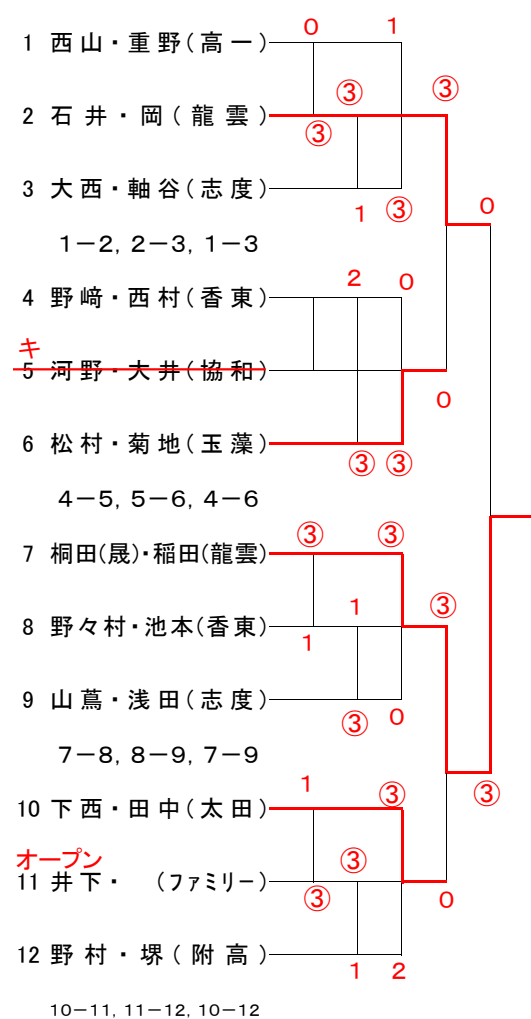 0 1
1 西山・重野(高一)
③ ③
2 石井・岡(龍雲)
③
3 大西・軸谷(志度)
1 ③ 0
1－2, 2－3, 1－3
2 0
4 野﨑・西村(香東)
キ
5 河野・大井(協和)
0
6 松村・菊地(玉藻)
③ ③
4－5, 5－6, 4－6
③ ③
7 桐田(晟)・稲田(龍雲)
1 ③
8 野々村・池本(香東)
1
9 山蔦・浅田(志度)
③ 0
7－8, 8－9, 7－9
1 ③ ③
10 下西・田中(太田)
オープン ③
11 井下・ (ファミリー)
③ 0
12 野村・堺(附高)
1 2
10－11, 11－12, 10－12